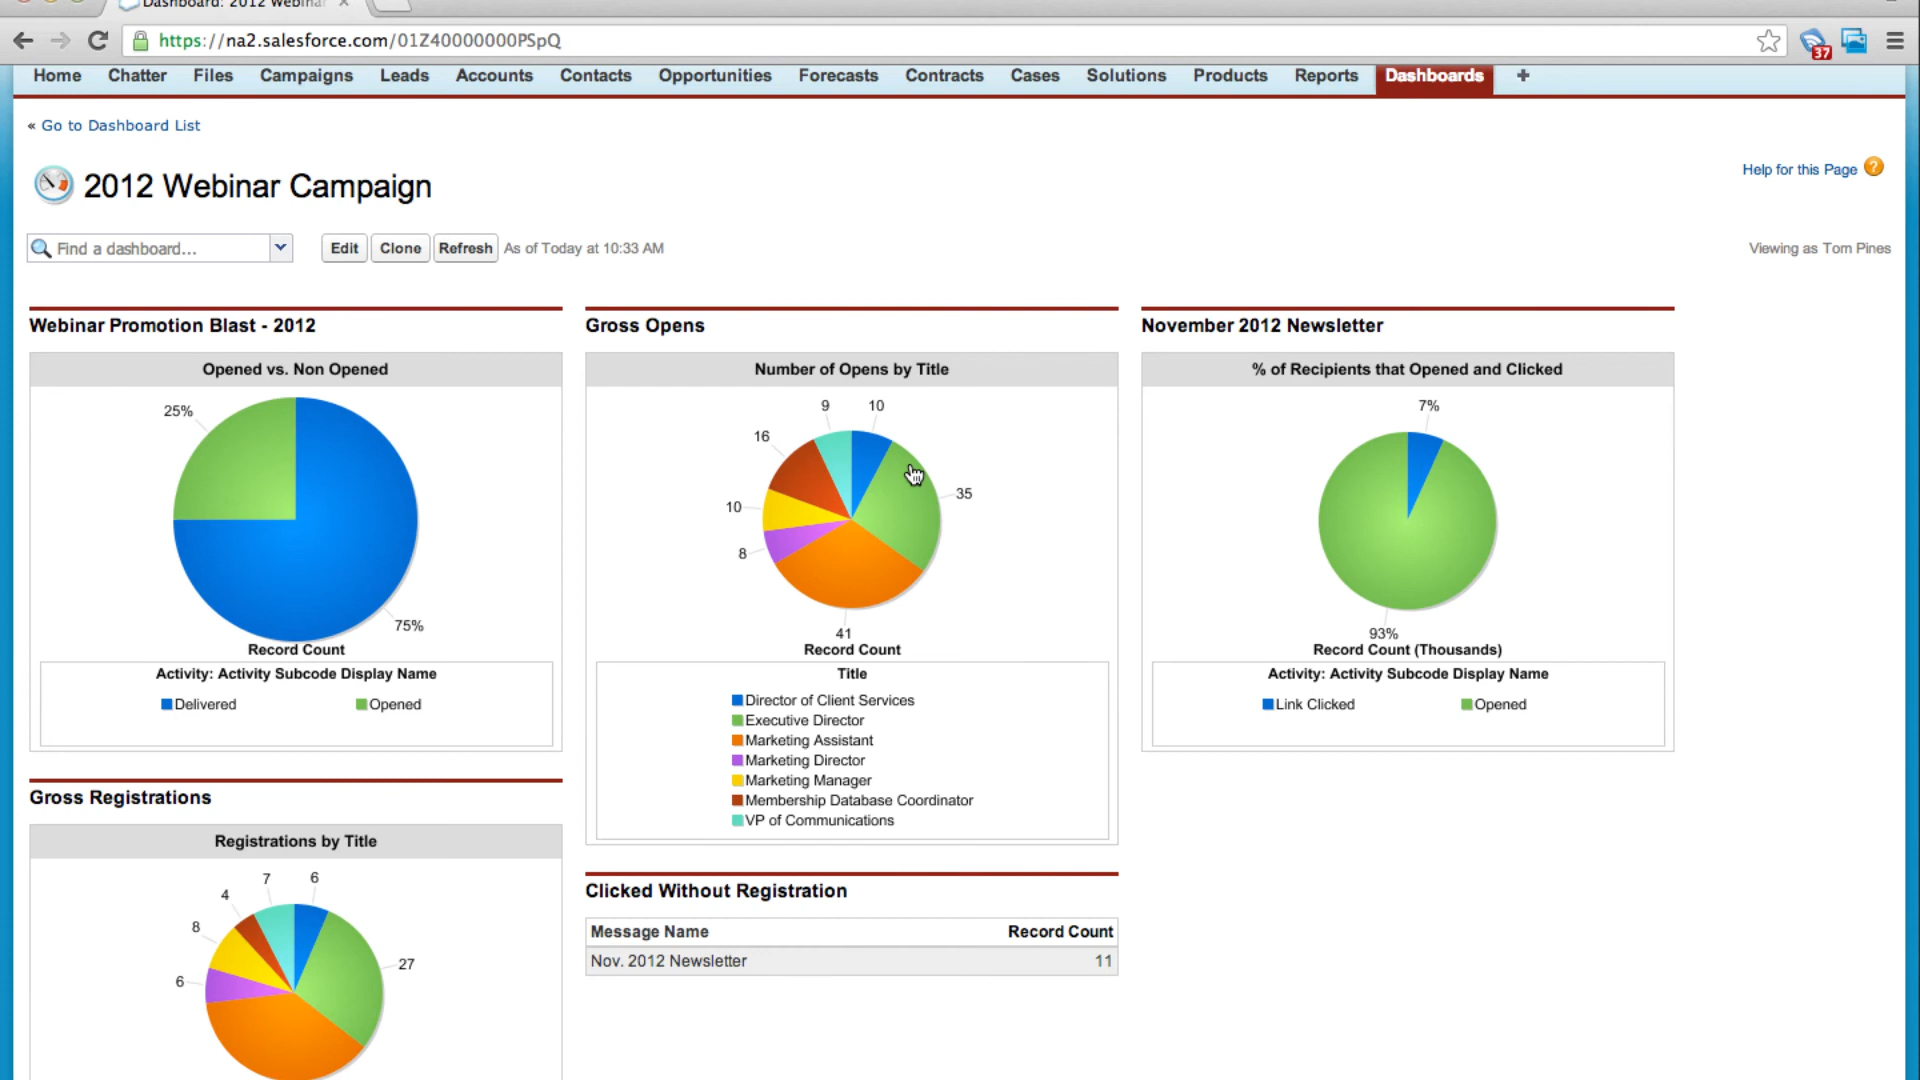 Dashboard: 2012 Webinar
https://na2.salesforce.com/01Z40000000PSpQ
37
Home Chatter Files Campaigns Leads Accounts Contacts Opportunities Forecasts Contracts Cases Solutions Products Reports Dashboards +
« Go to Dashboard List
2012 Webinar Campaign
Help for this Page ?
Find a dashboard... Edit Clone Refresh As of Today at 10:33 AM
Viewing as Tom Pines
Webinar Promotion Blast - 2012
Opened vs. Non Opened
25%
75%
Record Count
Activity: Activity Subcode Display Name
Delivered Opened
Gross Registrations
Registrations by Title
7 6
4
8
27
6
Gross Opens
Number of Opens by Title
9 10
16
35
10
8
41
Record Count
Title
Director of Client Services
Executive Director
Marketing Assistant
Marketing Director
Marketing Manager
Membership Database Coordinator
VP of Communications
Clicked Without Registration
Message Name Record Count
Nov. 2012 Newsletter 11
November 2012 Newsletter
% of Recipients that Opened and Clicked
7%
93%
Record Count (Thousands)
Activity: Activity Subcode Display Name
Link Clicked Opened